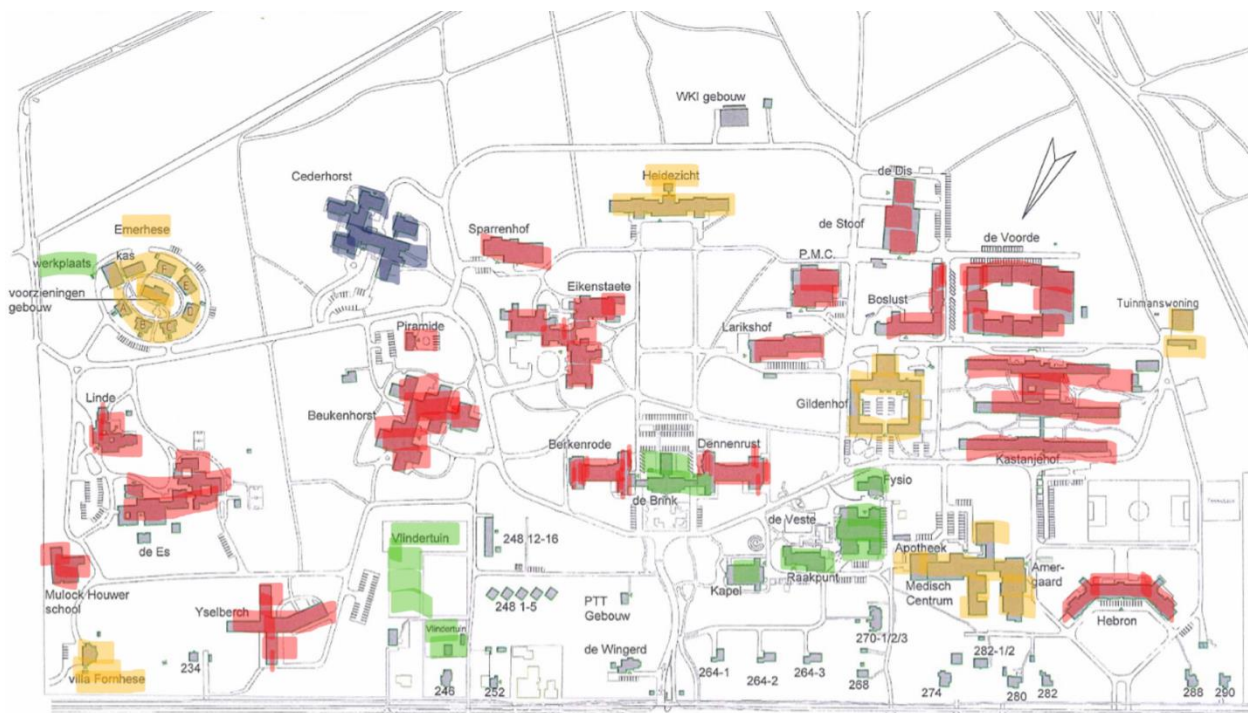 WKI gebouw
Cederhorst
Heidezicht
de Dis
Emerhese
Sparrenhof
de Stoof
de Voorde
werkplaats
kas
P.M.C.
voorzieningen
gebouw
F
E
D
A
B
Eikenstaete
Boslust
Tuinmanswoning
Piramide
Larikshof
Linde
Beukenhorst
Gildenhof
Berkenrode
Dennenrust
Kastanjehof
de Brink
Fysio
de Veste
Vlindertuin
248 12-16
de Es
Apotheek
Amer-
gaard
Raakpunt
Kapel
Medisch
Centrum
Mulock Houwer
school
Yselberch
248 1-5
PTT
Gebouw
Hebron
270-1/2/3
Vlindertuin
282-1/2
de Wingerd
villa Fornhese
234
246
252
264-1
264-2
264-3
268
274
280
282
288
290